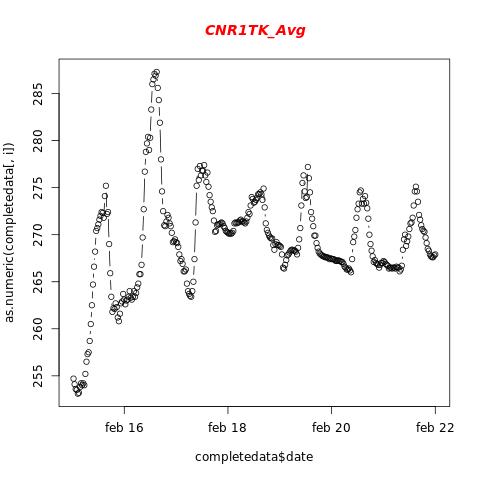 CNR1TK_Avg
as.numeric(completedata[, i])
285
280
275
270
265
260
255
feb 16 feb 18 feb 20 feb 22
completedata$date